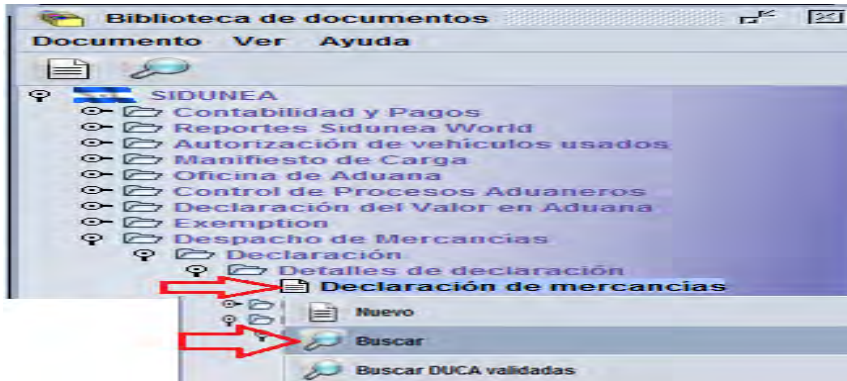 Biblioteca de documentos
Documento Ver Ayuda
SIDUNEA
Contabilidad y Pagos
Reportes Sidunea World
Autorización de vehículos usados
Manifiesto de Carga
Oficina de Aduana
Control de Procesos Aduaneros
Declaración del Valor en Aduana
Exemption
Despacho de Mercancias
Declaración
Detalles de declaración
Declaración de mercancias
Nuevo
Buscar
Buscar DUCA validadas